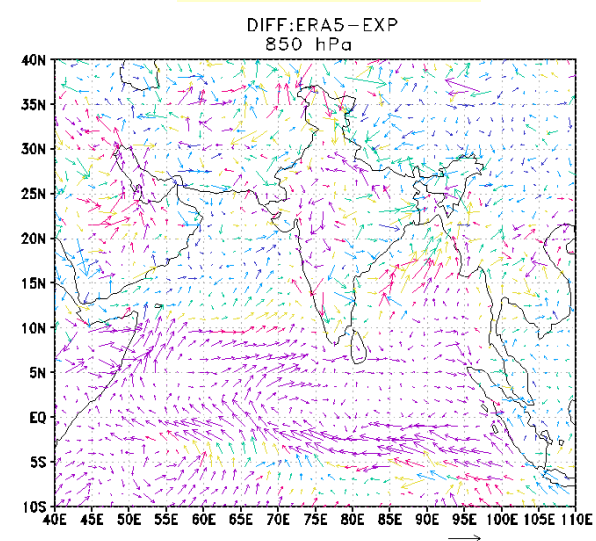 DIFF:ERA5-EXP
850 hPa
40N
35N
30N
25N
20N
15N
10N
5N
EQ
5S
10S
40E 45E 50E 55E 60E 65E 70E 75E 80E 85E 90E 95E 100E 105E 110E